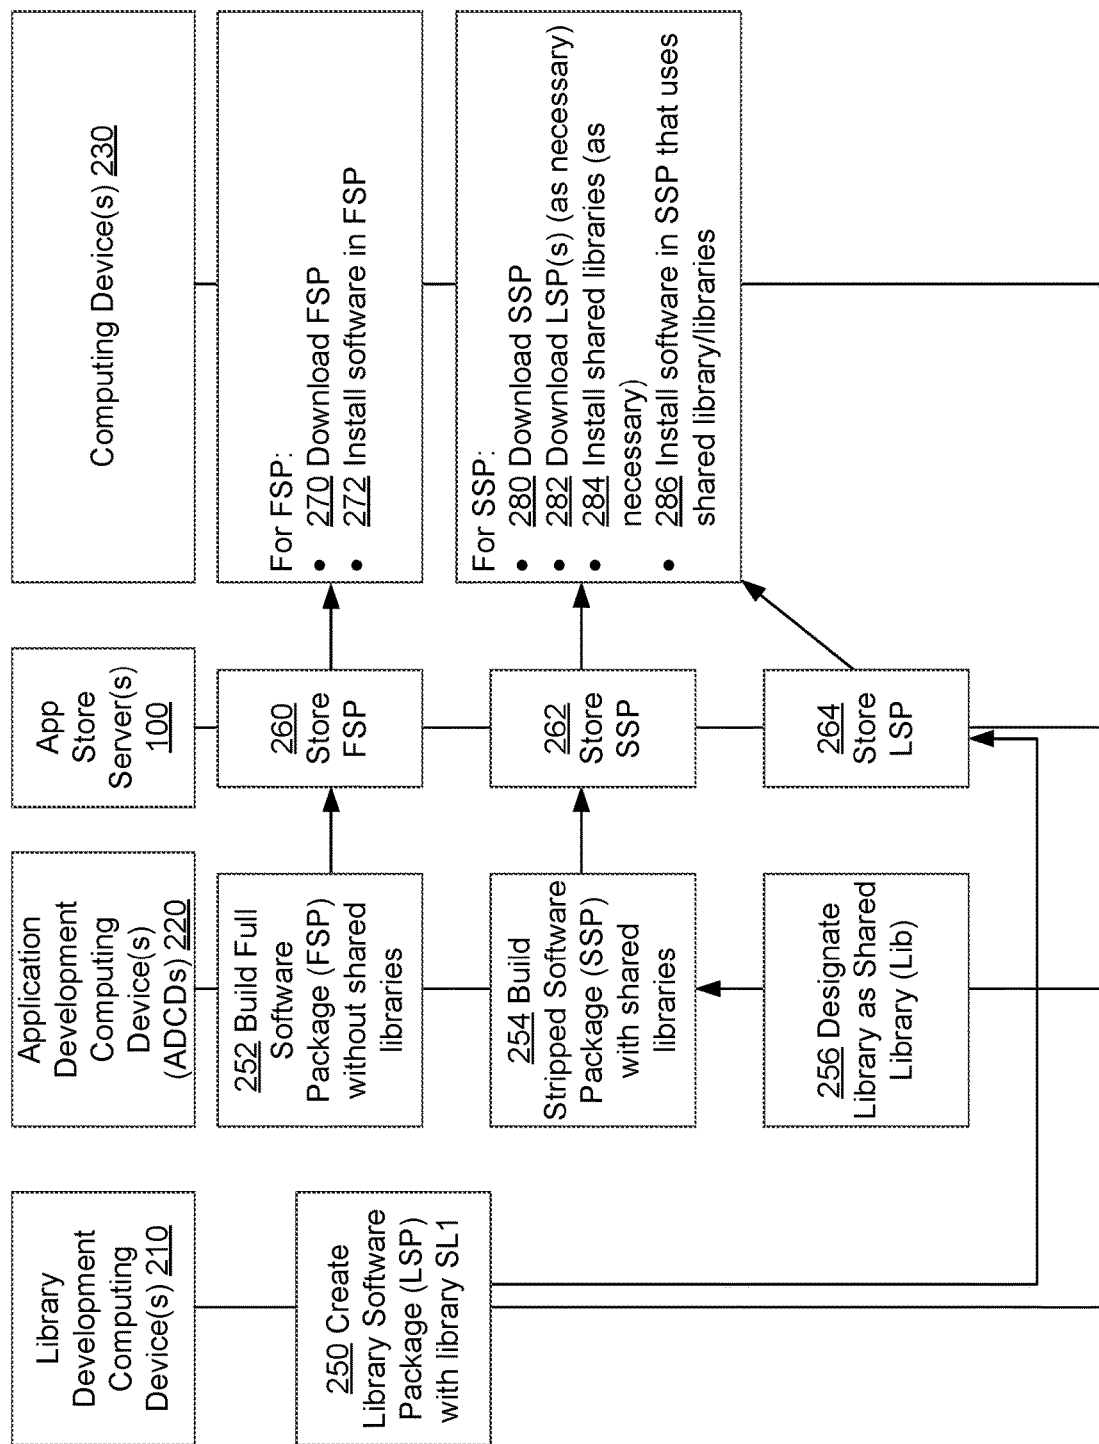 Library
Development
Computing
Device(s) 210
Application
Development
Computing
Device(s)
(ADCDs) 220
App
Store
Server(s)
100
Computing Device(s) 230
250 Create
Library Software
Package (LSP)
with library SL1
252 Build Full
Software
Package (FSP)
without shared
libraries
260
Store
FSP
For FSP:
• 270 Download FSP
• 272 Install software in FSP
254 Build
Stripped Software
Package (SSP)
with shared
libraries
262
Store
SSP
For SSP:
• 280 Download SSP
• 282 Download LSP(s) (as necessary)
• 284 Install shared libraries (as
necessary)
• 286 Install software in SSP that uses
shared library/libraries
256 Designate
Library as Shared
Library (Lib)
264
Store
LSP